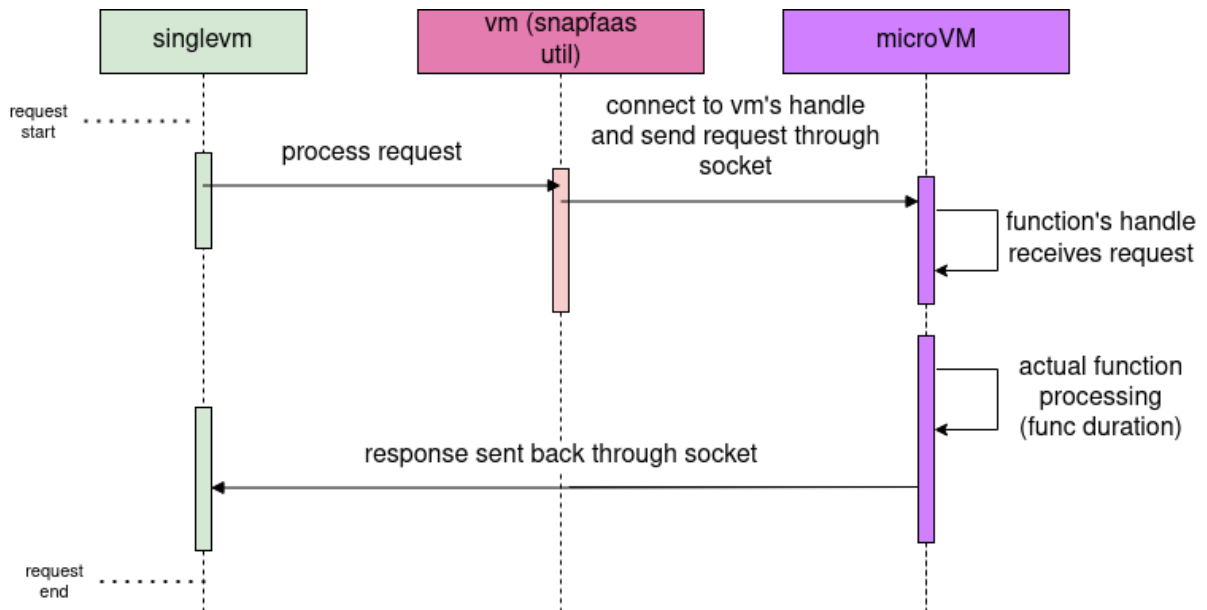 singlevm
vm (snapfaas
util)
microVM
request
start
process request
connect to vm's handle
and send request through
socket
function's handle
receives request
actual function
processing
(func duration)
response sent back through socket
request
end